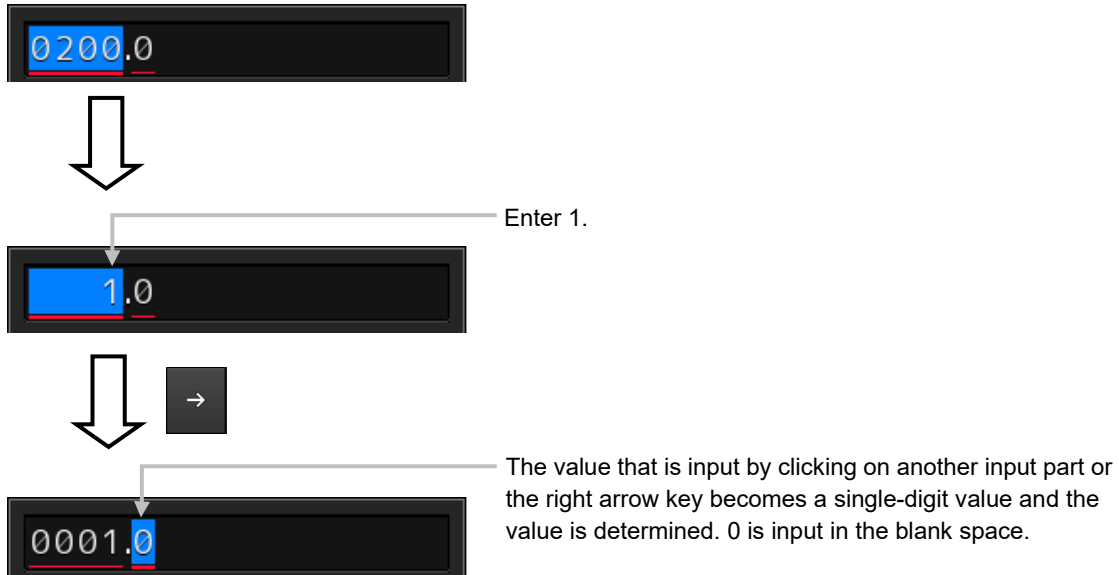 0200.0
Enter 1.
1.0
→
The value that is input by clicking on another input part or
the right arrow key becomes a single-digit value and the
value is determined. 0 is input in the blank space.
0001.0